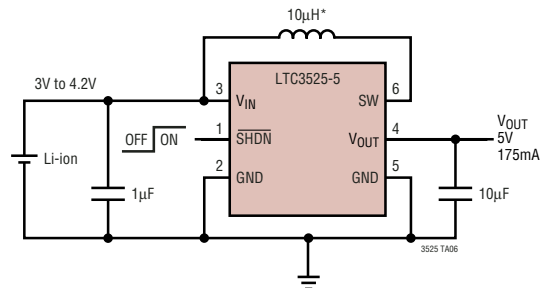 10µH*
LTC3525-5
3V to 4.2V
3
VIN
SW
6
OFF ON
1
SHDN
VOUT
4
VOUT
5V
175mA
Li-ion
1µF
2
GND
GND
5
10µF
3525 TA06